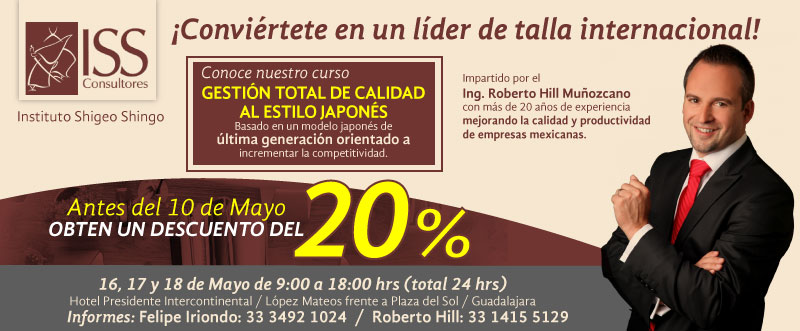 ¡Conviértete en un líder de talla internacional!
ISS
Consultores
Instituto Shigeo Shingo
Conoce nuestro curso
GESTIÓN TOTAL DE CALIDAD
AL ESTILO JAPONÉS
Basado en un modelo japonés de
última generación orientado a
incrementar la competitividad.
Impartido por el
Ing. Roberto Hill Muñozcano
con más de 20 años de experiencia
mejorando la calidad y productividad
de empresas mexicanas.
Antes del 10 de Mayo
OBTEN UN DESCUENTO DEL
20%
16, 17 y 18 de Mayo de 9:00 a 18:00 hrs (total 24 hrs)
Hotel Presidente Intercontinental / López Mateos frente a Plaza del Sol / Guadalajara
Informes: Felipe Iriondo: 33 3492 1024 / Roberto Hill: 33 1415 5129